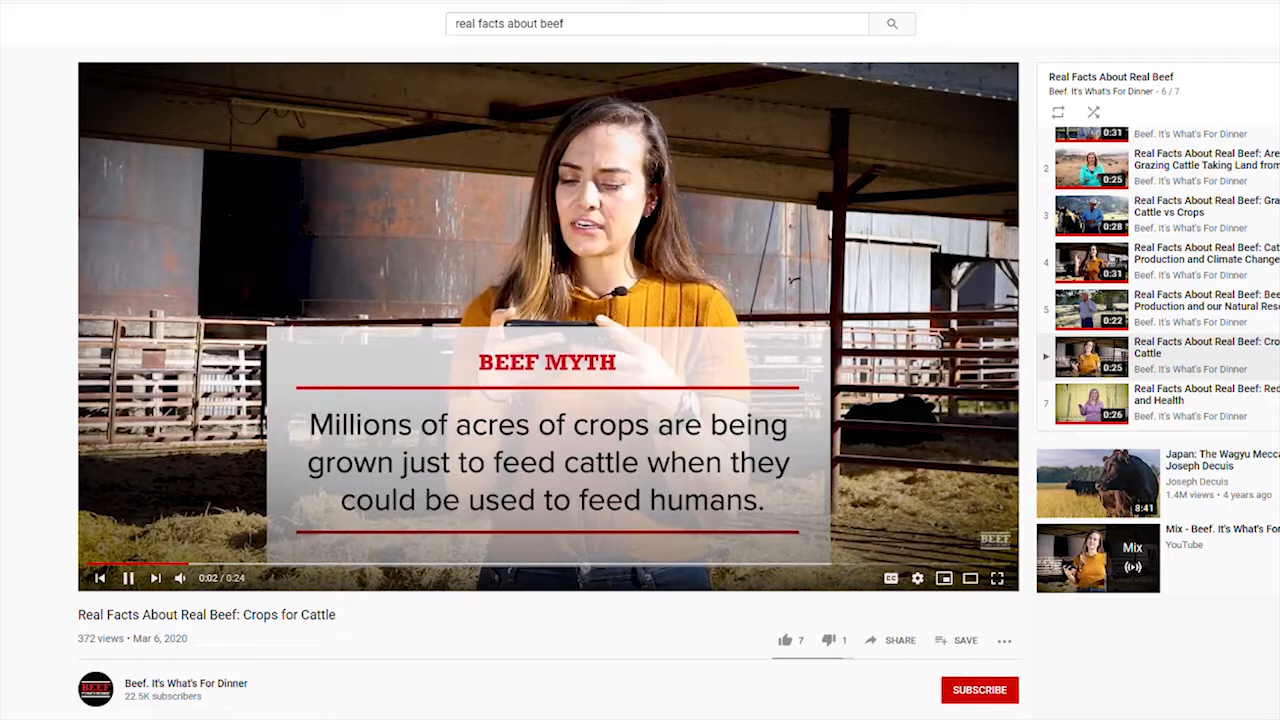 real facts about beef
BEEF MYTH
Millions of acres of crops are being
grown just to feed cattle when they
could be used to feed humans.
BEEF
0:02 / 0:24
CC
Real Facts About Real Beef: Crops for Cattle
372 views • Mar 6, 2020
7
1
SHARE
SAVE
BEEF
Beef. It's What's For Dinner
22.5K subscribers
SUBSCRIBE
Real Facts About Real Beef
Beef. It's What's For Dinner - 6 / 7
0:31
Beef. It's What's For Dinner
2
0:25
Real Facts About Real Beef: Are
Grazing Cattle Taking Land from
Beef. It's What's For Dinner
3
0:28
Real Facts About Real Beef: Gra
Cattle vs Crops
Beef. It's What's For Dinner
4
0:31
Real Facts About Real Beef: Cat
Production and Climate Change
Beef. It's What's For Dinner
5
0:22
Real Facts About Real Beef: Bee
Production and our Natural Res
Beef. It's What's For Dinner
0:25
Real Facts About Real Beef: Cro
Cattle
Beef. It's What's For Dinner
7
0:26
Real Facts About Real Beef: Rec
and Health
Beef. It's What's For Dinner
8:41
Japan: The Wagyu Mecca
Joseph Decuis
Joseph Decuis
1.4M views • 4 years ago
Mix
Mix - Beef. It's What's For
YouTube